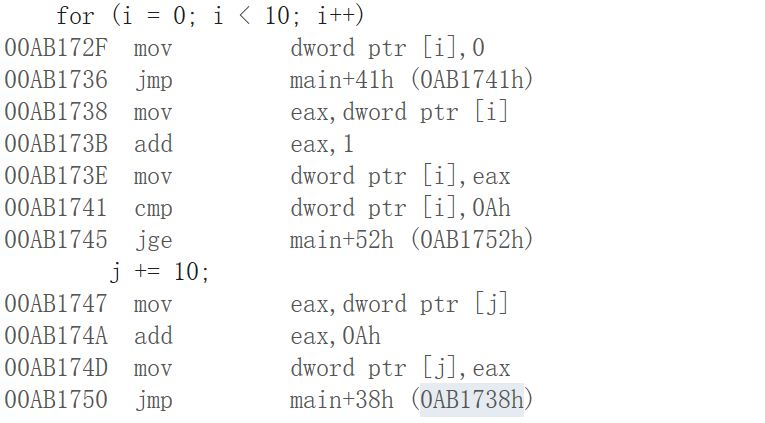 for (i = 0; i < 10; i++)
00AB172F mov dword ptr [i],0
00AB1736 jmp main+41h (0AB1741h)
00AB1738 mov eax,dword ptr [i]
00AB173B add eax,1
00AB173E mov dword ptr [i],eax
00AB1741 cmp dword ptr [i],0Ah
00AB1745 jge main+52h (0AB1752h)
j += 10;
00AB1747 mov eax,dword ptr [j]
00AB174A add eax,0Ah
00AB174D mov dword ptr [j],eax
00AB1750 jmp main+38h (0AB1738h)